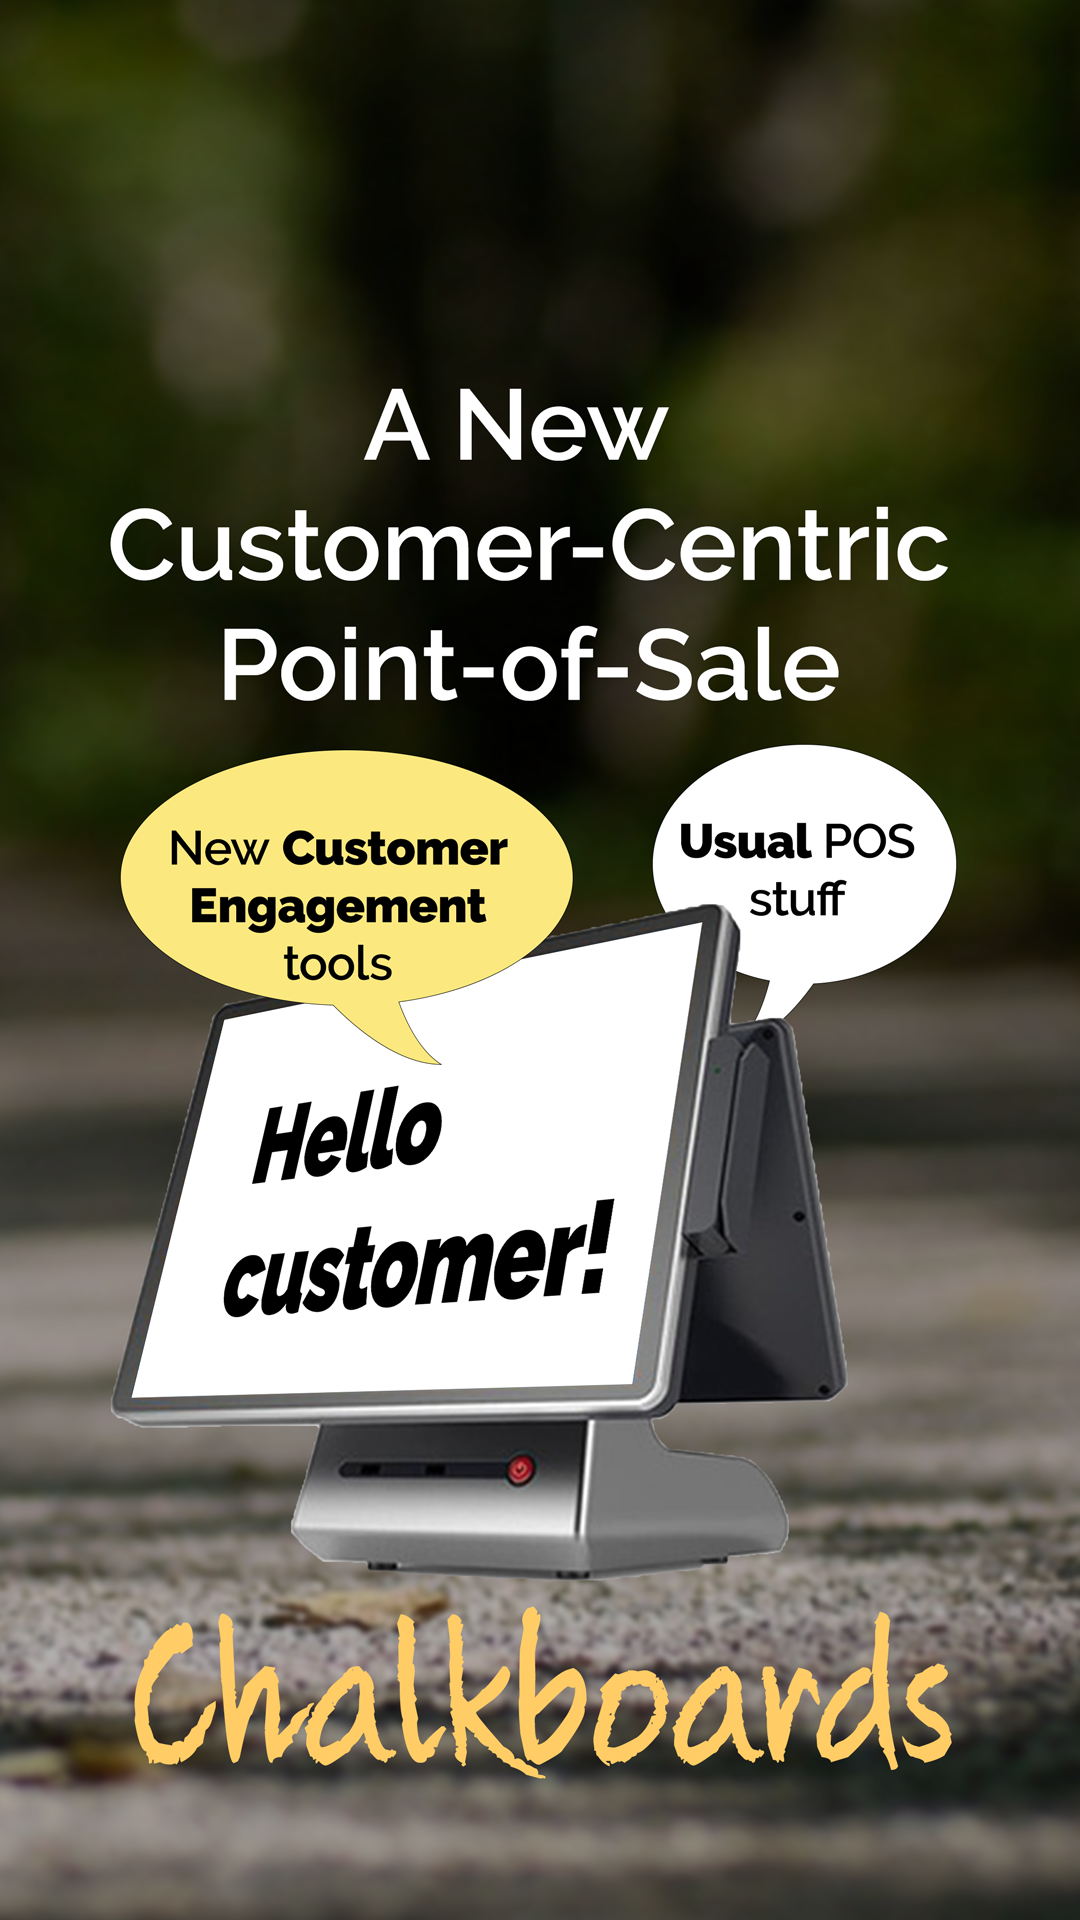 A New
Customer-Centric
Point-of-Sale
New Customer
Engagement
tools
Usual POS
stuff
Hello
customer!
Chalkboards